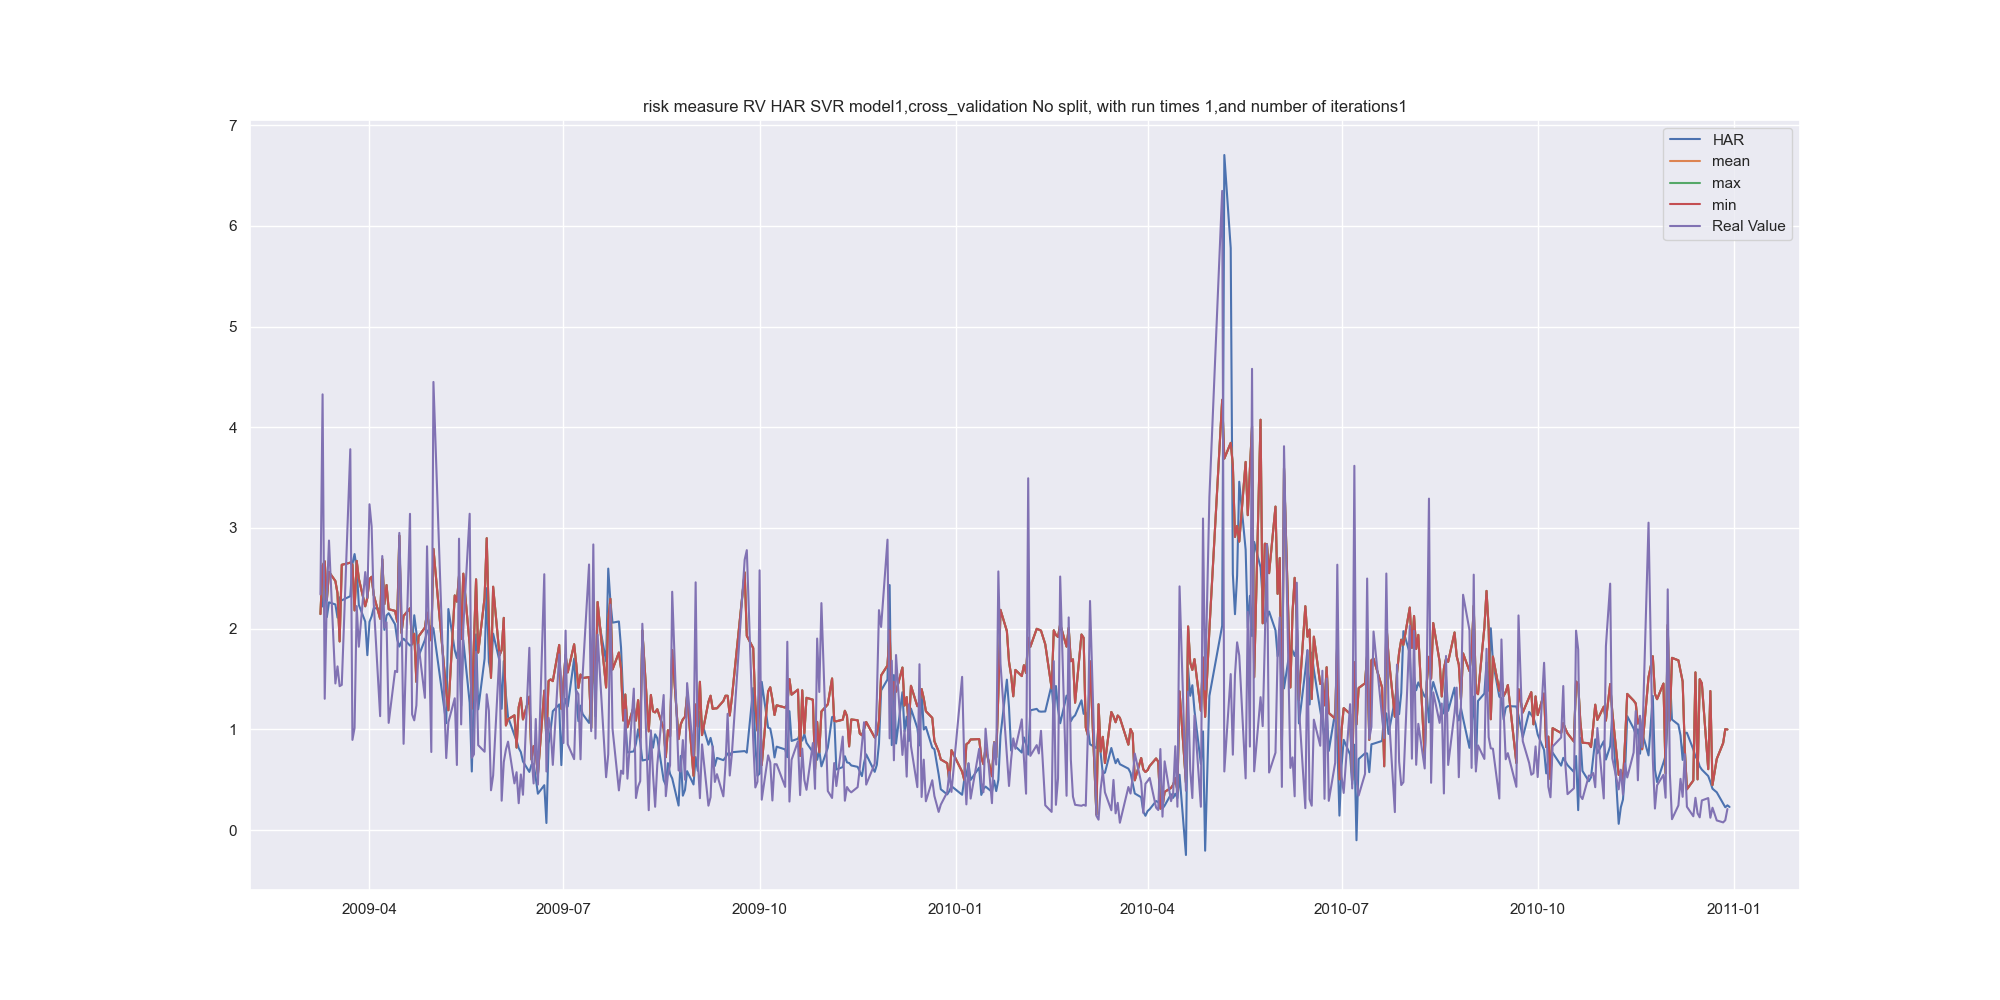 risk measure RV HAR SVR model1,cross_validation No split, with run times 1,and number of iterations1
7
6
5
4
3
2
1
0
HAR
mean
max
min
Real Value
2009-04 2009-07 2009-10 2010-01 2010-04 2010-07 2010-10 2011-01